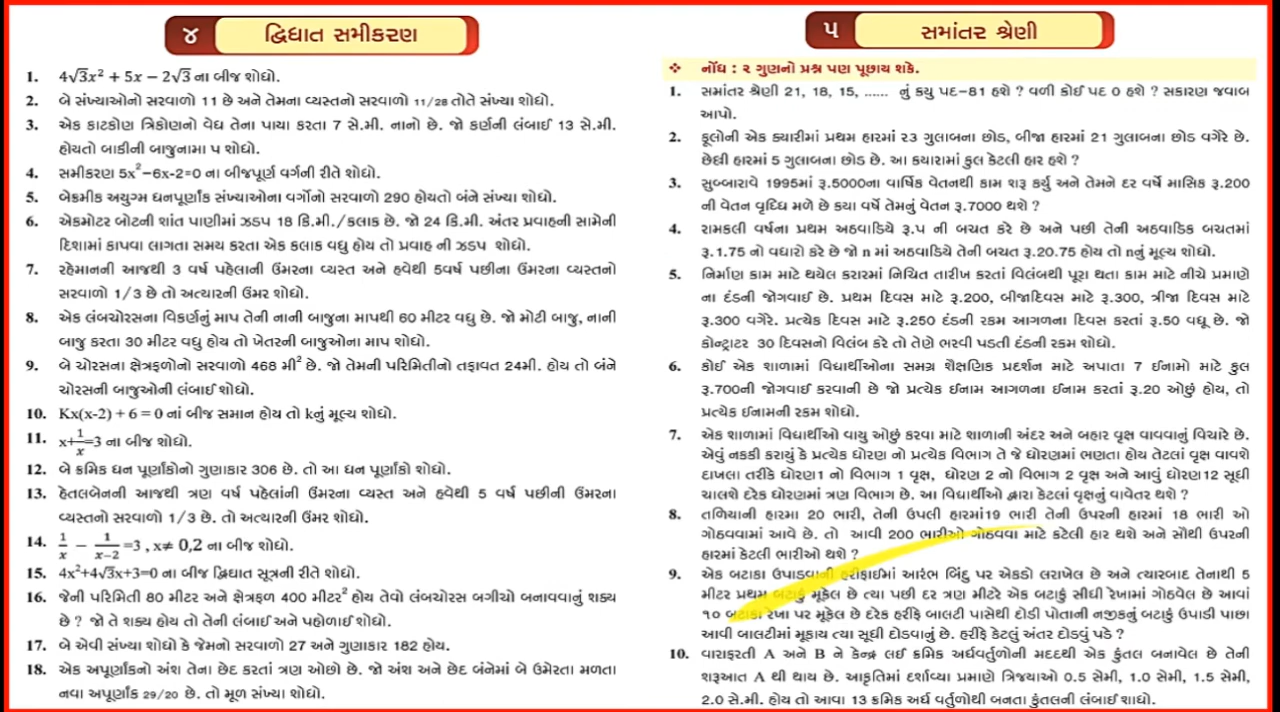 ૪ દ્વિઘાત સમીકરણ
1. 4√3x² + 5x − 2√3 ના બીજ શોધો.
2. બે સંખ્યાઓનો સરવાળો 11 છે અને તેમના વ્યસ્તનો સરવાળો 11/28 તોતે સંખ્યા શોધો.
3. એક કાટકોણ ત્રિકોણનો વેધ તેના પાયા કરતા 7 સે.મી. નાનો છે. જો કર્ણની લંબાઈ 13 સે.મી.
હોયતો બાકીની બાજુનામા પ શોધો.
4. સમીકરણ 5x²−6x-2=0 ના બીજપૂર્ણ વર્ગની રીતે શોધો.
5. બેક્રમીક અયુગ્મ ધનપૂર્ણાંક સંખ્યાઓના વર્ગોનો સરવાળો 290 હોયતો બંને સંખ્યા શોધો.
6. એકમોટર બોટની શાંત પાણીમાં ઝડપ 18 કિ.મી./કલાક છે. જો 24 કિ.મી. અંતર પ્રવાહની સામેની
દિશામાં કાપવા લાગતા સમય કરતા એક કલાક વધુ હોય તો પ્રવાહ ની ઝડપ શોધો.
7. રહેમાનની આજથી 3 વર્ષ પહેલાની ઉંમરના વ્યસ્ત અને હવેથી 5વર્ષ પછીના ઉંમરના વ્યસ્તનો
સરવાળો 1/3 છે તો અત્યારની ઉંમર શોધો.
8. એક લંબચોરસના વિકર્ણનું માપ તેની નાની બાજુના માપથી 60 મીટર વધુ છે. જો મોટી બાજુ, નાની
બાજુ કરતા 30 મીટર વધુ હોય તો ખેતરની બાજુઓના માપ શોધો.
9. બે ચોરસના ક્ષેત્રફળોનો સરવાળો 468 મી² છે. જો તેમની પરિમિતીનો તફાવત 24મી. હોય તો બંને
ચોરસની બાજુઓની લંબાઈ શોધો.
10. Kx(x-2) + 6 = 0 નાં બીજ સમાન હોય તો kનું મૂલ્ય શોધો.
11. x+1/x=3 ના બીજ શોધો.
12. બે ક્રમિક ધન પૂર્ણાંકોનો ગુણાકાર 306 છે. તો આ ધન પૂર્ણાંકો શોધો.
13. હેતલબેનની આજથી ત્રણ વર્ષ પહેલાંની ઉંમરના વ્યસ્ત અને હવેથી 5 વર્ષ પછીની ઉંમરના
વ્યસ્તનો સરવાળો 1/3 છે. તો અત્યારની ઉંમર શોધો.
14. 1/x − 1/(x−2) =3 , x≠ 0,2 ના બીજ શોધો.
15. 4x²+4√3x+3=0 ના બીજ દ્વિઘાત સૂત્રની રીતે શોધો.
16. જેની પરિમિતી 80 મીટર અને ક્ષેત્રફળ 400 મીટર² હોય તેવો લંબચોરસ બગીચો બનાવવાનું શક્ય
છે ? જો તે શક્ય હોય તો તેની લંબાઈ અને પહોળાઈ શોધો.
17. બે એવી સંખ્યા શોધો કે જેમનો સરવાળો 27 અને ગુણાકાર 182 હોય.
18. એક અપૂર્ણાંકનો અંશ તેના છેદ કરતાં ત્રણ ઓછો છે. જો અંશ અને છેદ બંનેમાં બે ઉમેરતા મળતા
નવા અપૂર્ણાંક 29/20 છે. તો મૂળ સંખ્યા શોધો.
૫ સમાંતર શ્રેણી
❖ નોંધ : ૨ ગુણનો પ્રશ્ન પણ પૂછાય શકે.
1. સમાંતર શ્રેણી 21, 18, 15, ...... નું કયુ પદ−81 હશે ? વળી કોઈ પદ 0 હશે ? સકારણ જવાબ
આપો.
2. ફૂલોની એક ક્યારીમાં પ્રથમ હારમાં ૨3 ગુલાબના છોડ, બીજા હારમાં 21 ગુલાબના છોડ વગેરે છે.
છેલ્લી હારમાં 5 ગુલાબના છોડ છે. આ કયારામાં કુલ કેટલી હાર હશે ?
3. સુબ્બારાવે 1995માં રૂ.5000ના વાર્ષિક વેતનથી કામ શરૂ કર્યુ અને તેમને દર વર્ષે માસિક રૂ.200
ની વેતન વૃદ્ધિ મળે છે કયા વર્ષે તેમનું વેતન રૂ.7000 થશે ?
4. રામકલી વર્ષના પ્રથમ અઠવાડિયે રૂ.૫ ની બચત કરે છે અને પછી તેની અઠવાડિક બચતમાં
રૂ.1.75 નો વધારો કરે છે જો n માં અઠવાડિયે તેની બચત રૂ.20.75 હોય તો nનું મૂલ્ય શોધો.
5. નિર્માણ કામ માટે થયેલ કરારમાં નિચિત તારીખ કરતાં વિલંબથી પૂરા થતા કામ માટે નીચે પ્રમાણે
ના દંડની જોગવાઈ છે. પ્રથમ દિવસ માટે રૂ.200, બીજાદિવસ માટે રૂ.300, ત્રીજા દિવસ માટે
રૂ.300 વગેરે. પ્રત્યેક દિવસ માટે રૂ.250 દંડની રકમ આગળના દિવસ કરતાં રૂ.50 વધૂ છે. જો
કોન્ટ્રાટર 30 દિવસનો વિલંબ કરે તો તેણે ભરવી પડતી દંડની રકમ શોધો.
6. કોઈ એક શાળામાં વિદ્યાર્થીઓના સમગ્ર શૈક્ષણિક પ્રદર્શન માટે અપાતા 7 ઈનામો માટે કુલ
રૂ.700ની જોગવાઈ કરવાની છે જો પ્રત્યેક ઈનામ આગળના ઈનામ કરતાં રૂ.20 ઓછું હોય, તો
પ્રત્યેક ઈનામની રકમ શોધો.
7. એક શાળામાં વિદ્યાર્થીઓ વાયુ ઓછું કરવા માટે શાળાની અંદર અને બહાર વૃક્ષ વાવવાનું વિચારે છે.
એવું નકકી કરાયું કે પ્રત્યેક ધોરણ નો પ્રત્યેક વિભાગ તે જે ધોરણમાં ભણતા હોય તેટલાં વૃક્ષ વાવશે
દાખલા તરીકે ધોરણ1 નો વિભાગ 1 વૃક્ષ, ધોરણ 2 નો વિભાગ 2 વૃક્ષ અને આવું ધોરણ12 સૂધી
ચાલશે દરેક ધોરણમાં ત્રણ વિભાગ છે. આ વિદ્યાર્થીઓ દ્વારા કેટલાં વૃક્ષનું વાવેતર થશે ?
8. તળિયાની હારમા 20 ભારી, તેની ઉપલી હારમાં19 ભારી તેની ઉપરની હારમાં 18 ભારી ઓ
ગોઠવવામાં આવે છે. તો આવી 200 ભારીઓ ગોઠવવા માટે કટેલી હાર થશે અને સૌથી ઉપરની
હારમાં કેટલી ભારીઓ થશે ?
9. એક બટાકા ઉપાડવાની હરીફાઈમાં આરંભ બિંદુ પર એકડો લરાખેલ છે અને ત્યારબાદ તેનાથી 5
મીટર પ્રથમ બટાકું મૂકેલ છે ત્યા પછી દર ત્રણ મીટરે એક બટાકું સીધી રેખામાં ગોઠવેલ છે આવાં
૧૦ બટાકા રેખા પર મૂકેલ છે દરેક હરીફે બાલટી પાસેથી દોડી પોતાની નજીકનું બટાકું ઉપાડી પાછા
આવી બાલટીમાં મૂકાય ત્યા સૂધી દોડવાનું છે. હરીફે કેટલું અંતર દોડવું પડે ?
10. વારાફરતી A અને B ને કેન્દ્ર લઈ ક્રમિક અર્ધવર્તુળોની મદદથી એક કુંતલ બનાવેલ છે તેની
શરૂઆત A થી થાય છે. આકૃતિમાં દર્શાવ્યા પ્રમાણે ત્રિજયાઓ 0.5 સેમી, 1.0 સેમી, 1.5 સેમી,
2.0 સે.મી. હોય તો આવા 13 ક્રમિક અર્ધ વર્તુળોથી બનતા કુંતલની લંબાઈ શાધો.